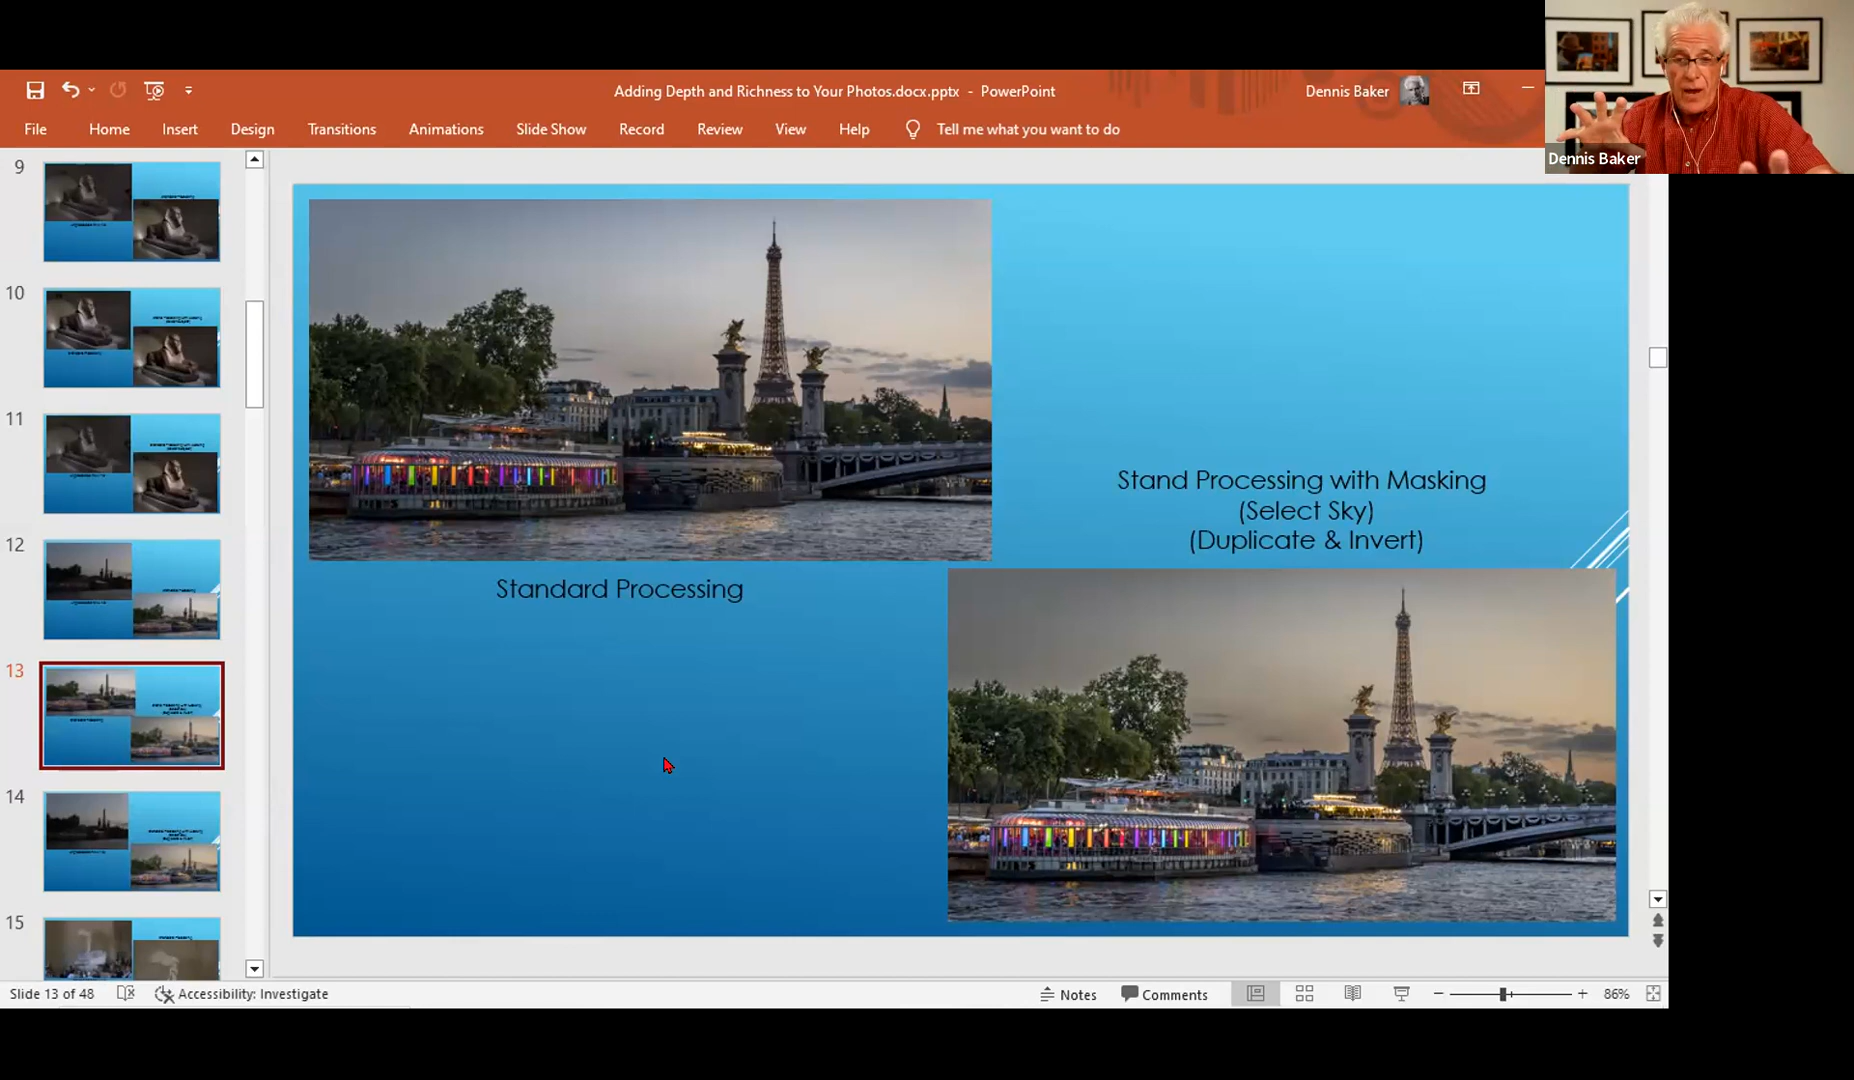 Adding Depth and Richness to Your Photos.docx.pptx - PowerPoint
Dennis Baker
Dennis Baker
File Home Insert Design Transitions Animations Slide Show Record Review View Help Tell me what you want to do
9
10
11
12
13
14
15
Stand Processing with Masking
(Select Sky)
(Duplicate & Invert)
Standard Processing
Slide 13 of 48 Accessibility: Investigate Notes Comments 86%